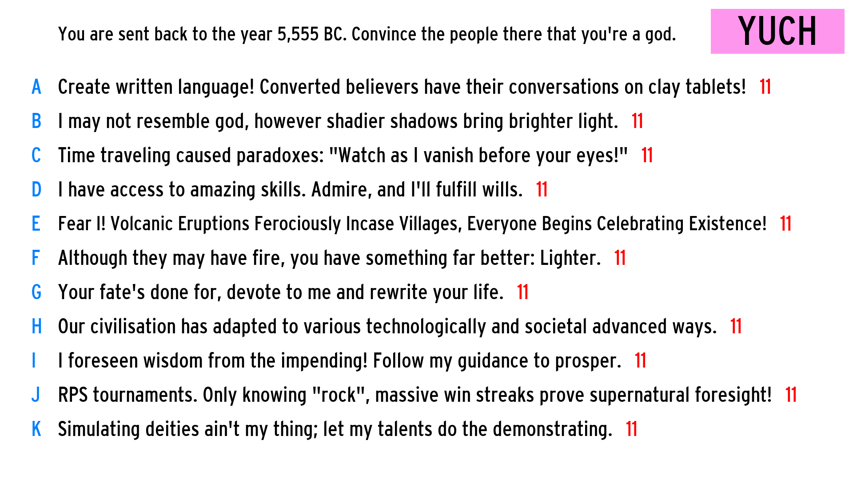 You are sent back to the year 5,555 BC. Convince the people there that you're a god.
YUCH
A Create written language! Converted believers have their conversations on clay tablets! 11
B I may not resemble god, however shadier shadows bring brighter light. 11
C Time traveling caused paradoxes: "Watch as I vanish before your eyes!" 11
D I have access to amazing skills. Admire, and I'll fulfill wills. 11
E Fear I! Volcanic Eruptions Ferociously Incase Villages, Everyone Begins Celebrating Existence! 11
F Although they may have fire, you have something far better: Lighter. 11
G Your fate's done for, devote to me and rewrite your life. 11
H Our civilisation has adapted to various technologically and societal advanced ways. 11
I I foreseen wisdom from the impending! Follow my guidance to prosper. 11
J RPS tournaments. Only knowing "rock", massive win streaks prove supernatural foresight! 11
K Simulating deities ain't my thing; let my talents do the demonstrating. 11